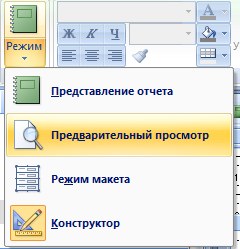 Режим
Ж К Ч
А
Представление отчета
Предварительный просмотр
Режим макета
Конструктор